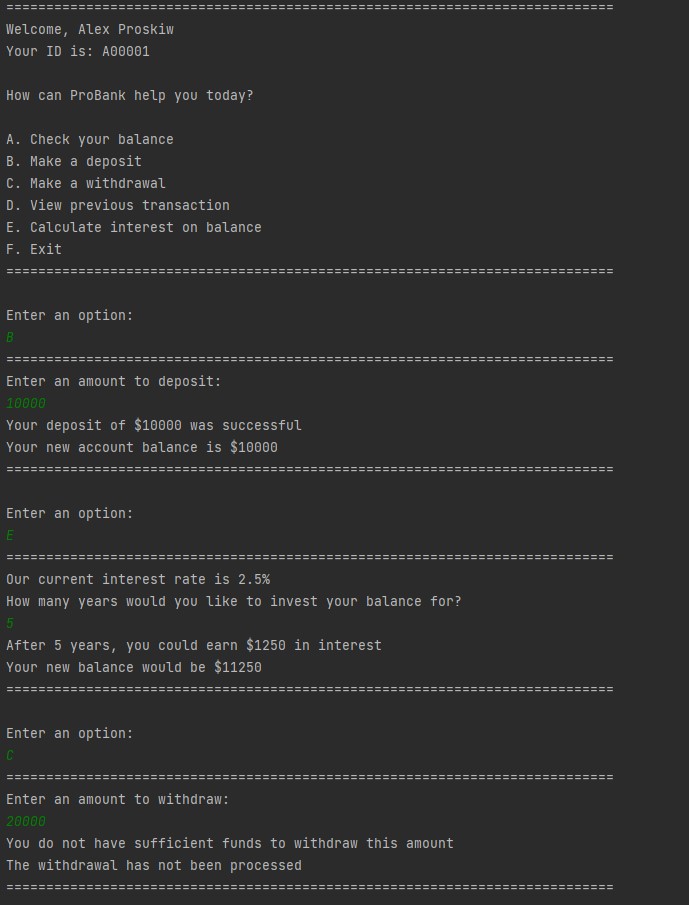 ============================================================================
Welcome, Alex Proskiw
Your ID is: A00001
How can ProBank help you today?
A. Check your balance
B. Make a deposit
C. Make a withdrawal
D. View previous transaction
E. Calculate interest on balance
F. Exit
============================================================================
Enter an option:
B
============================================================================
Enter an amount to deposit:
10000
Your deposit of $10000 was successful
Your new account balance is $10000
============================================================================
Enter an option:
E
============================================================================
Our current interest rate is 2.5%
How many years would you like to invest your balance for?
5
After 5 years, you could earn $1250 in interest
Your new balance would be $11250
============================================================================
Enter an option:
C
============================================================================
Enter an amount to withdraw:
20000
You do not have sufficient funds to withdraw this amount
The withdrawal has not been processed
============================================================================